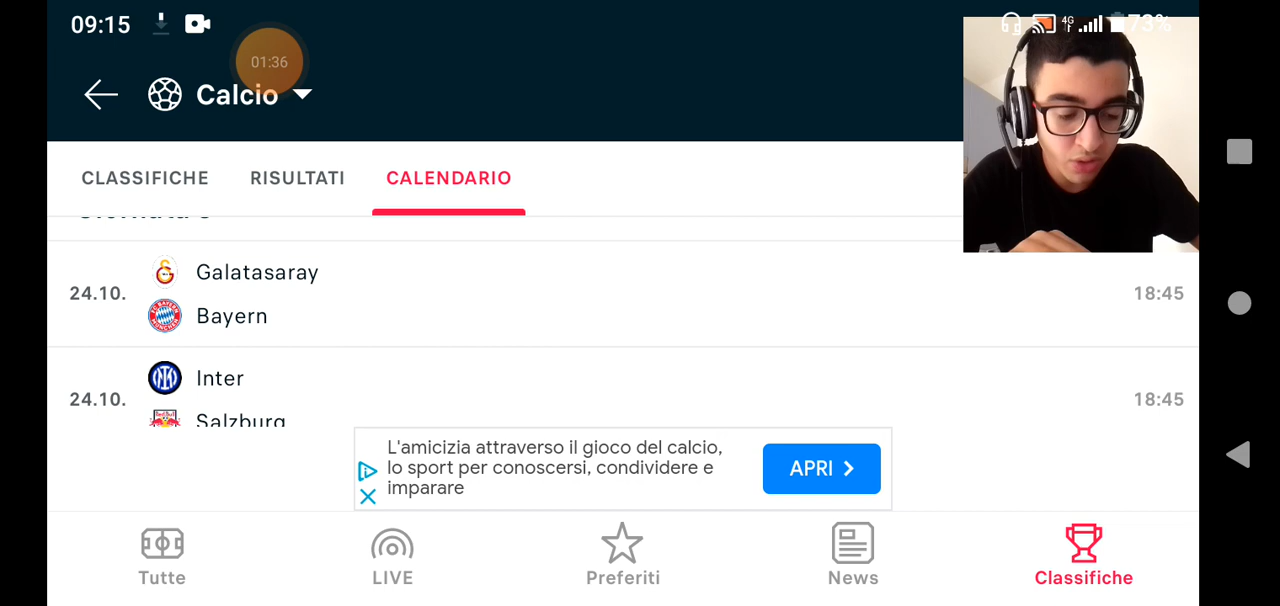 09:15
4G
73%
01:36
Calcio
CLASSIFICHE RISULTATI CALENDARIO
24.10.
Galatasaray
Bayern
18:45
24.10.
Inter
Salzburg
18:45
L'amicizia attraverso il gioco del calcio,
lo sport per conoscersi, condividere e
imparare
APRI
Tutte LIVE Preferiti News Classifiche